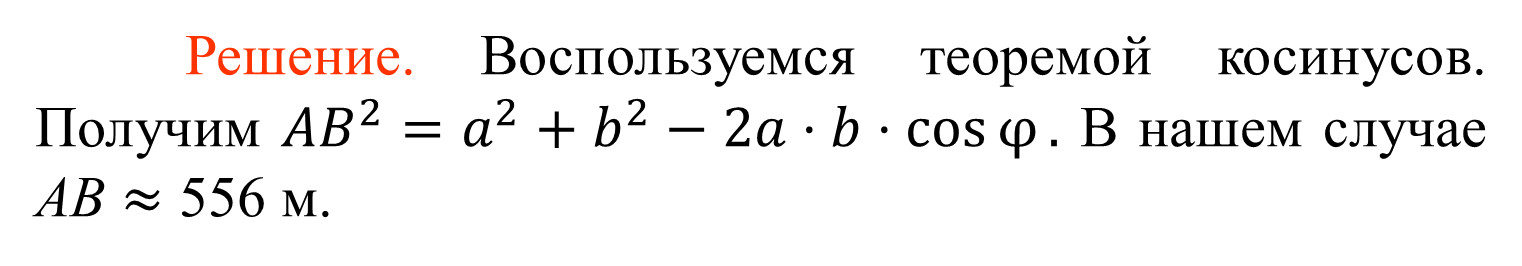 Решение. Воспользуемся теоремой косинусов.
Получим AB² = a² + b² − 2a · b · cos φ . В нашем случае
AB ≈ 556 м.